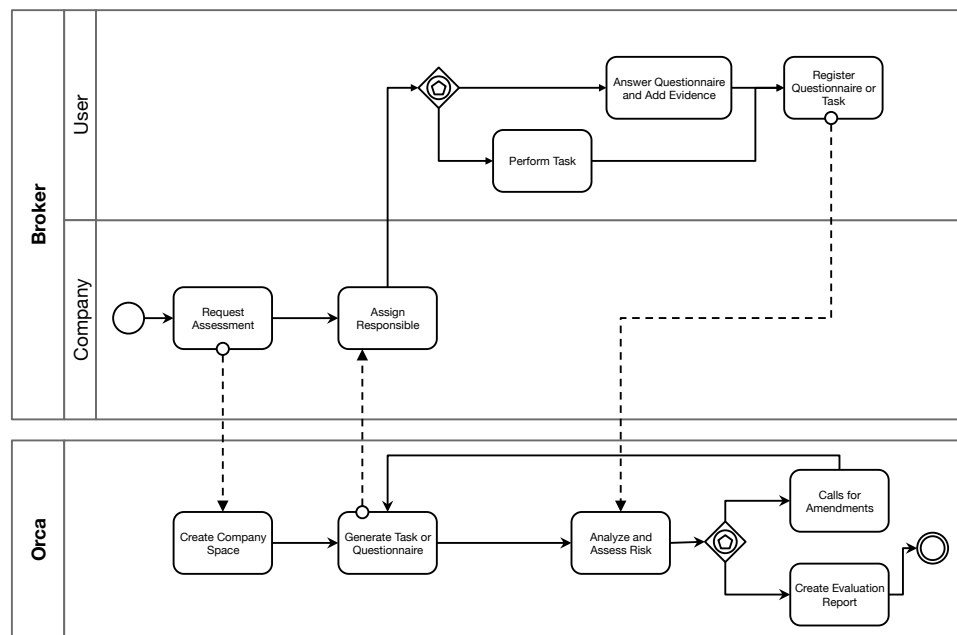 Broker
User
Answer Questionnaire
and Add Evidence
Register
Questionnaire or
Task
Perform Task
Company
Request
Assessment
Assign
Responsible
Orca
Create Company
Space
Generate Task or
Questionnaire
Analyze and
Assess Risk
Calls for
Amendments
Create Evaluation
Report